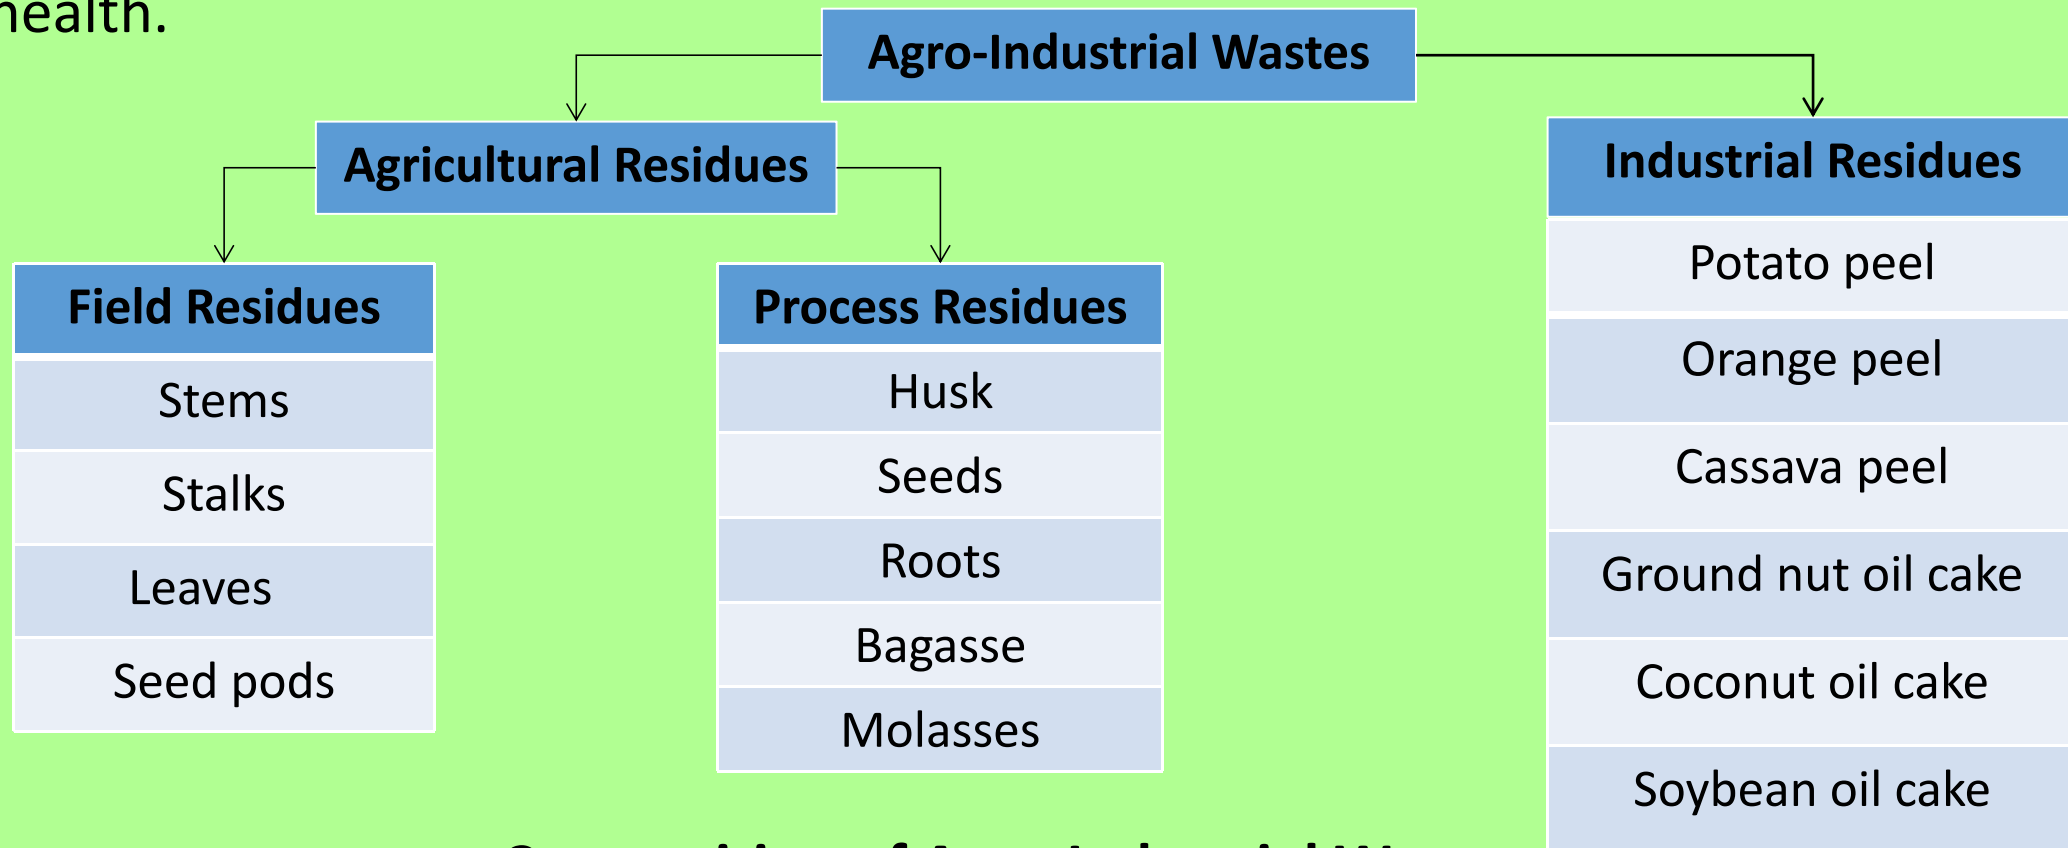 health.
Agro-Industrial Wastes
Agricultural Residues
Industrial Residues
Field Residues
Stems
Stalks
Leaves
Seed pods
Process Residues
Husk
Seeds
Roots
Bagasse
Molasses
Potato peel
Orange peel
Cassava peel
Ground nut oil cake
Coconut oil cake
Soybean oil cake